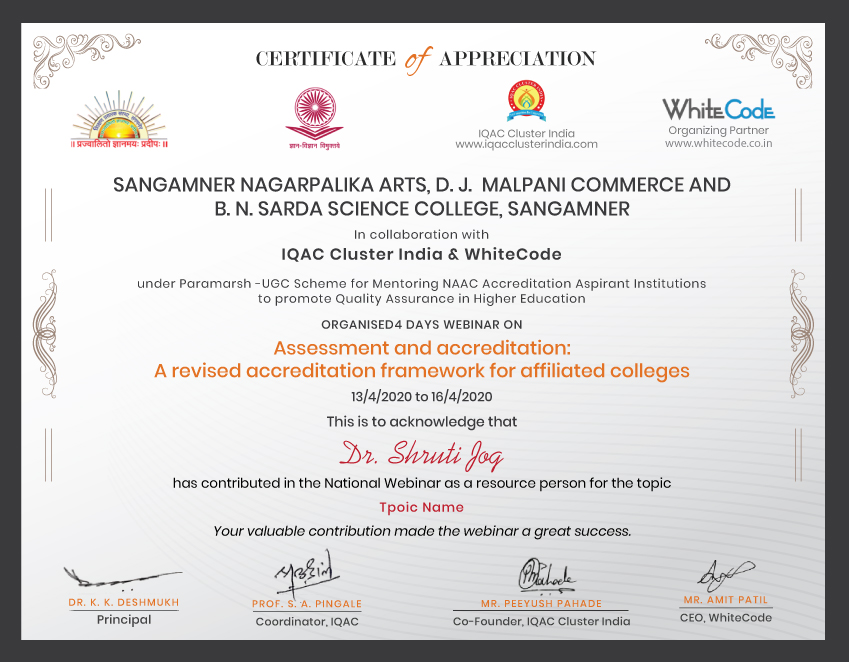 CERTIFICATE of APPRECIATION
॥ प्रज्वालितो ज्ञानमयः प्रदीपः ॥
ज्ञान-विज्ञान विमुक्तये
IQAC Cluster India
www.iqacclusterindia.com
WhiteCode
Organizing Partner
www.whitecode.co.in
SANGAMNER NAGARPALIKA ARTS, D. J. MALPANI COMMERCE AND
B. N. SARDA SCIENCE COLLEGE, SANGAMNER
In collaboration with
IQAC Cluster India & WhiteCode
under Paramarsh -UGC Scheme for Mentoring NAAC Accreditation Aspirant Institutions
to promote Quality Assurance in Higher Education
ORGANISED4 DAYS WEBINAR ON
Assessment and accreditation:
A revised accreditation framework for affiliated colleges
13/4/2020 to 16/4/2020
This is to acknowledge that
Dr. Shruti Jog
has contributed in the National Webinar as a resource person for the topic
Tpoic Name
Your valuable contribution made the webinar a great success.
DR. K. K. DESHMUKH
Principal
PROF. S. A. PINGALE
Coordinator, IQAC
MR. PEEYUSH PAHADE
Co-Founder, IQAC Cluster India
MR. AMIT PATIL
CEO, WhiteCode